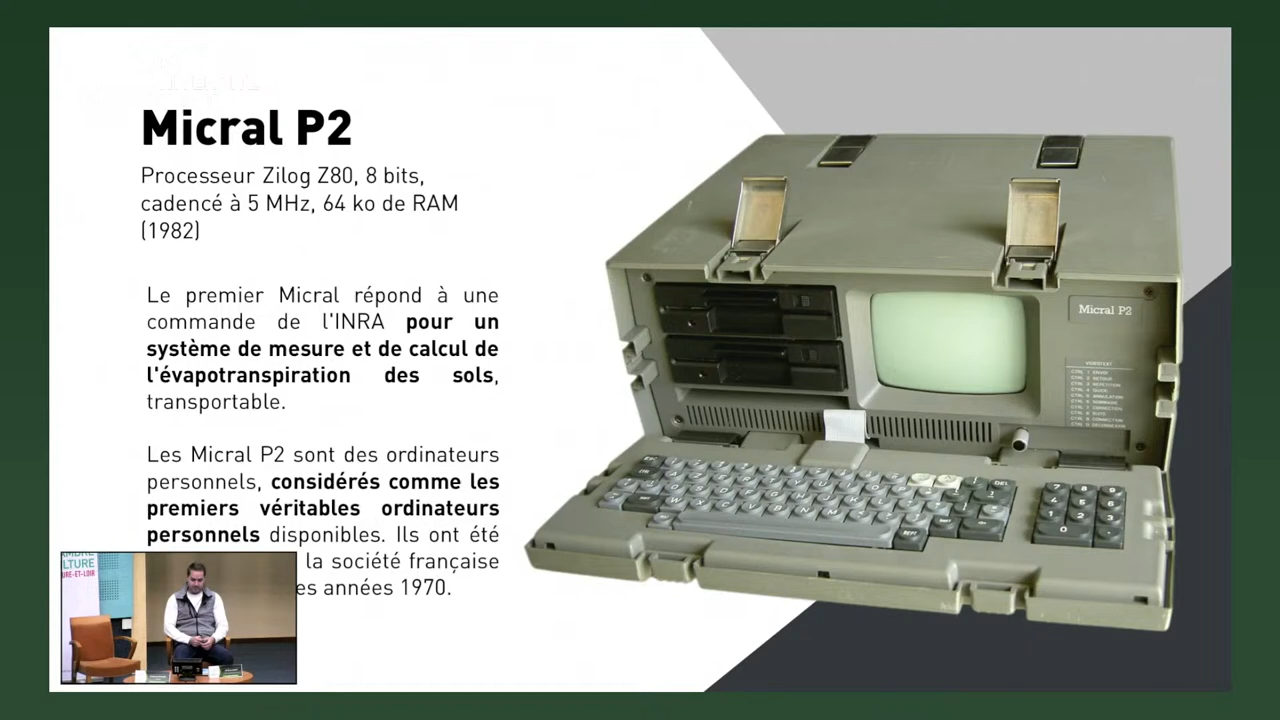 Micral P2
Processeur Zilog Z80, 8 bits,
cadencé à 5 MHz, 64 ko de RAM
(1982)
Le premier Micral répond à une
commande de l'INRA pour un
système de mesure et de calcul de
l'évapotranspiration des sols,
transportable.
Les Micral P2 sont des ordinateurs
personnels, considérés comme les
premiers véritables ordinateurs
personnels disponibles. Ils ont été
la société française
es années 1970.
Micral P2